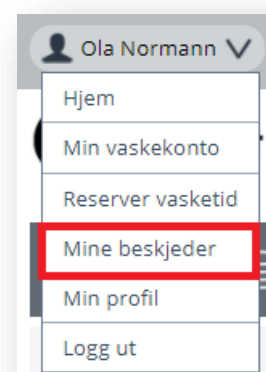 Ola Normann
Hjem
Min vaskekonto
Reserver vasketid
Mine beskjeder
Min profil
Logg ut